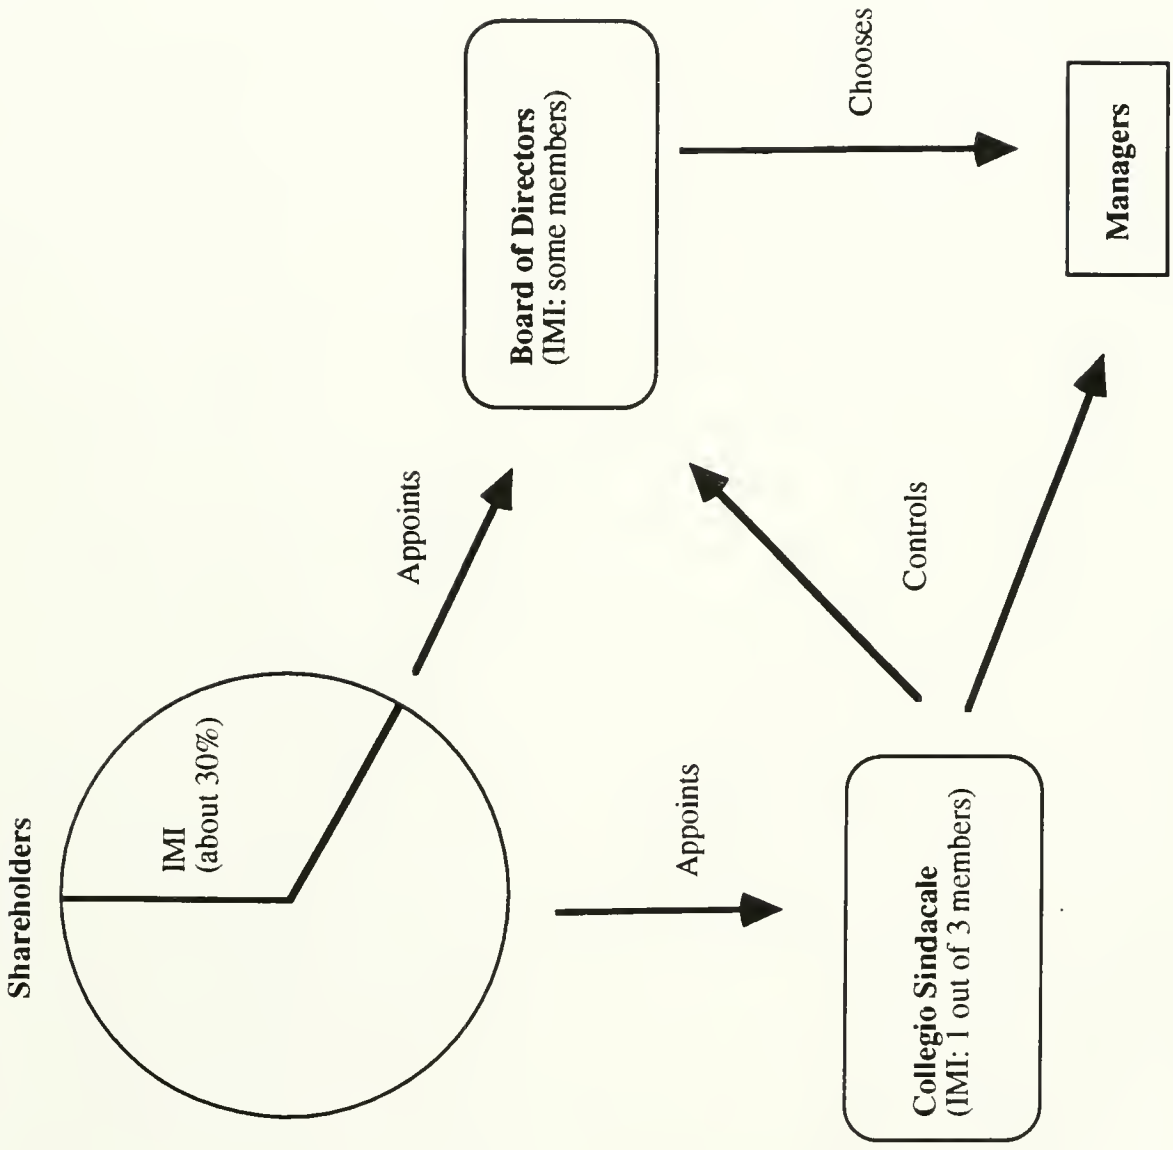 Shareholders
IMI
(about 30%)
Appoints
Appoints
Board of Directors
(IMI: some members)
Collegio Sindacale
(IMI: 1 out of 3 members)
Controls
Chooses
Managers